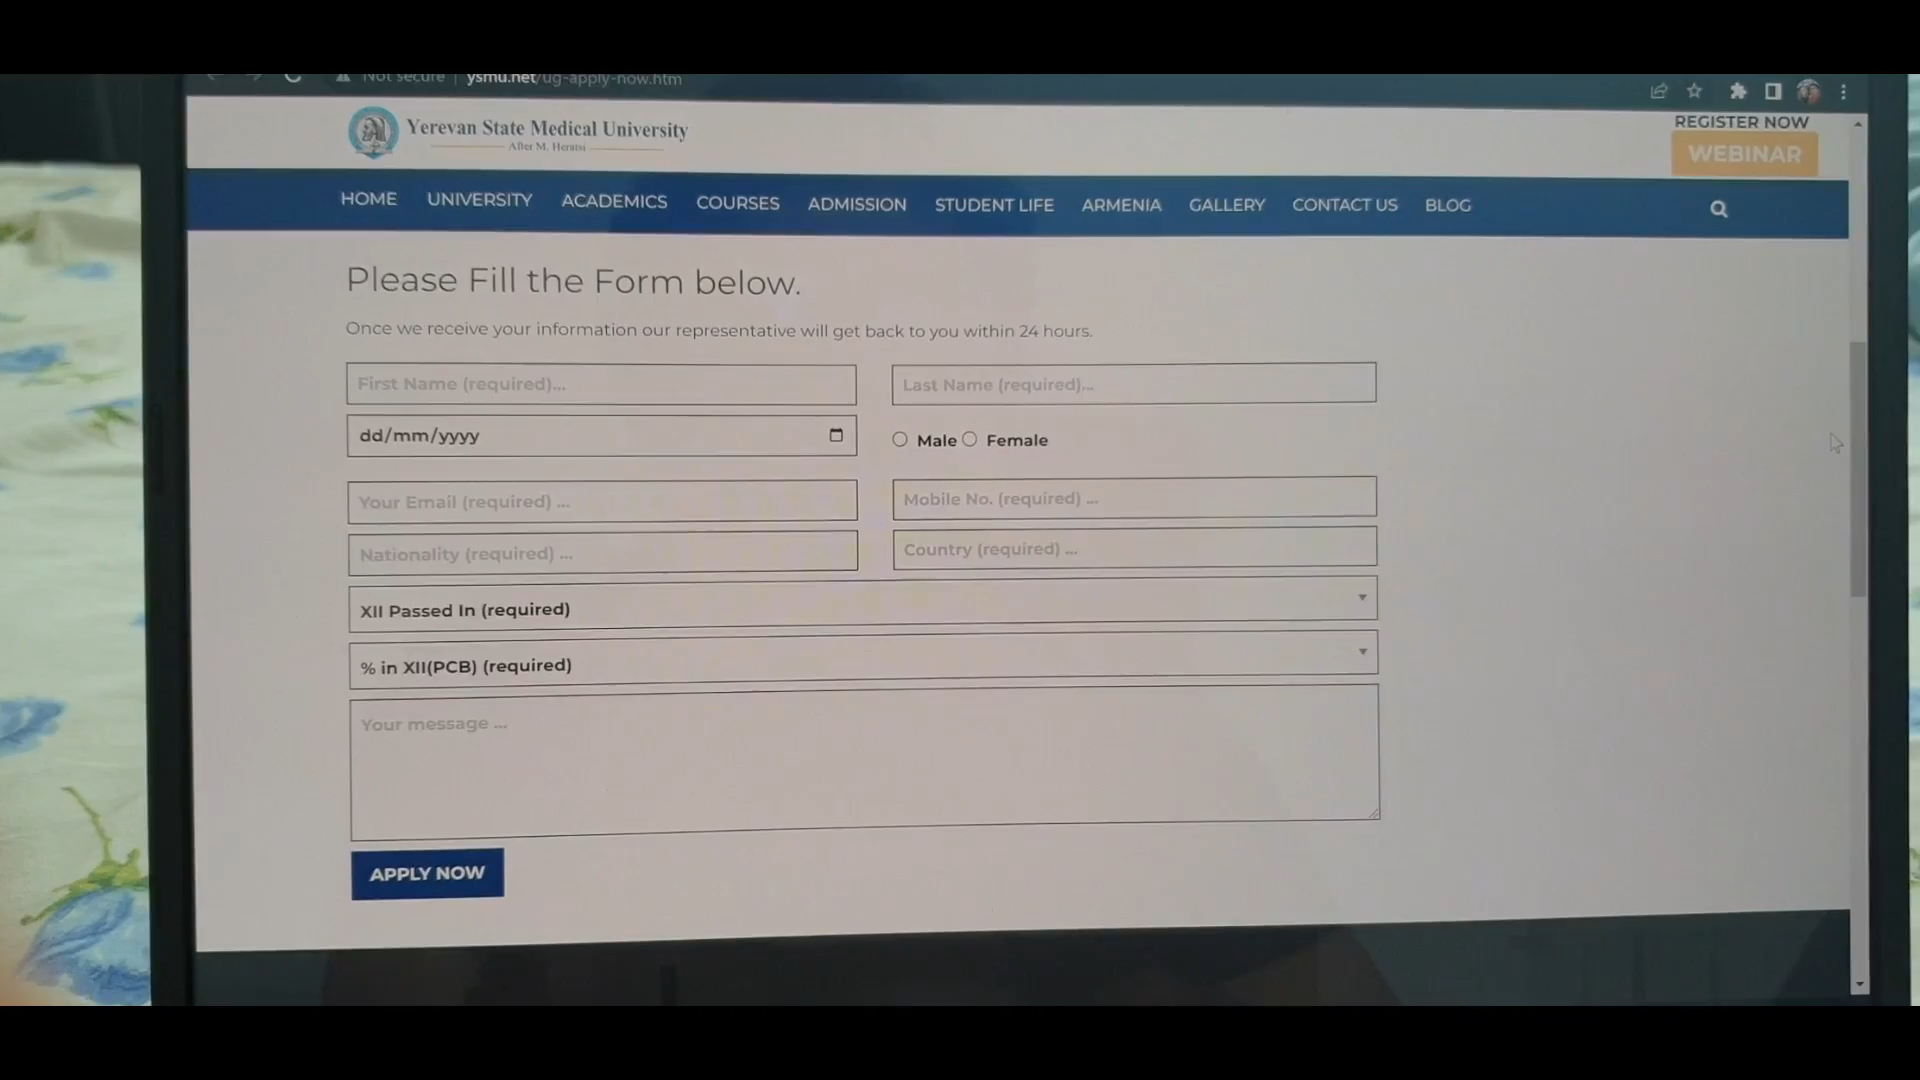 Not secure | ysmu.net/ug-apply-now.htm
Yerevan State Medical University
After M. Heratsi
REGISTER NOW
WEBINAR
HOME UNIVERSITY ACADEMICS COURSES ADMISSION STUDENT LIFE ARMENIA GALLERY CONTACT US BLOG
Please Fill the Form below.
Once we receive your information our representative will get back to you within 24 hours.
First Name (required)... Last Name (required)...
dd/mm/yyyy Male Female
Your Email (required) ... Mobile No. (required) ...
Nationality (required) ... Country (required) ...
XII Passed In (required)
% in XII(PCB) (required)
Your message ...
APPLY NOW